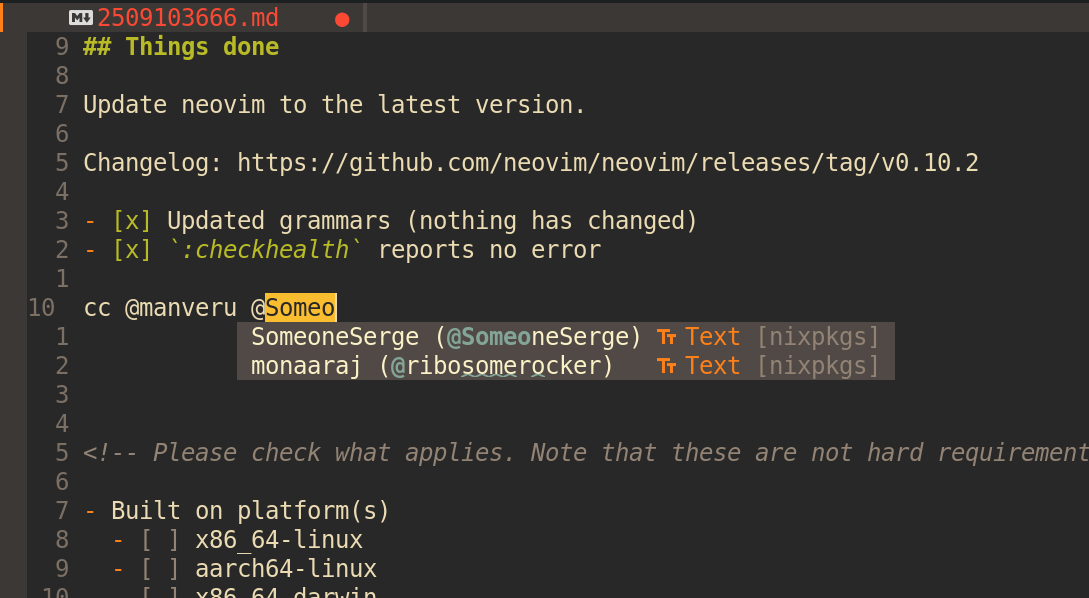 2509103666.md
9 ## Things done
8
7 Update neovim to the latest version.
6
5 Changelog: https://github.com/neovim/neovim/releases/tag/v0.10.2
4
3 - [x] Updated grammars (nothing has changed)
2 - [x] `:checkhealth` reports no error
1
10 cc @manveru @Someo
1 SomeoneSerge (@SomeoneSerge) Text [nixpkgs]
2 monaaraj (@ribosomerocker) Text [nixpkgs]
3
4
5 <!-- Please check what applies. Note that these are not hard requirement
6
7 - Built on platform(s)
8 - [ ] x86_64-linux
9 - [ ] aarch64-linux
10 - [ ] x86_64-darwin